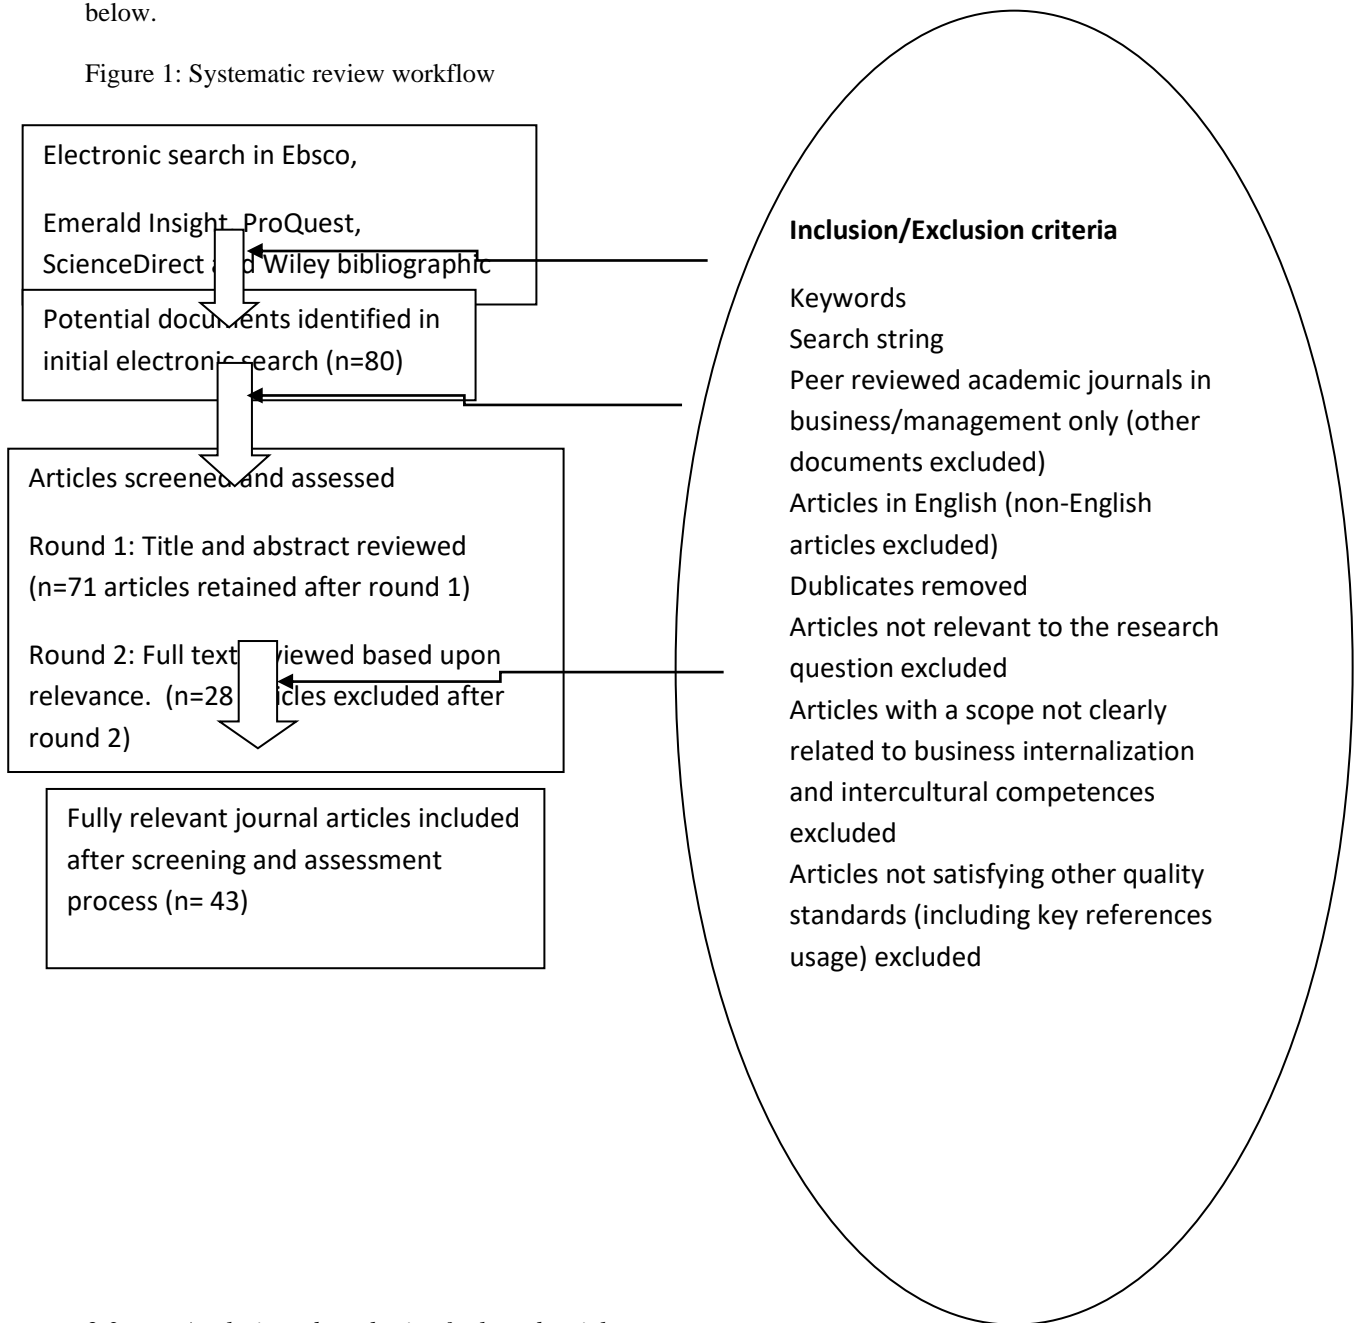 below.
Figure 1: Systematic review workflow
Electronic search in Ebsco,
Emerald Insight, ProQuest,
ScienceDirect and Wiley bibliographic
Potential documents identified in
initial electronic search (n=80)
Articles screened and assessed
Round 1: Title and abstract reviewed
(n=71 articles retained after round 1)
Round 2: Full text reviewed based upon
relevance. (n=28 articles excluded after
round 2)
Fully relevant journal articles included
after screening and assessment
process (n= 43)
Inclusion/Exclusion criteria
Keywords
Search string
Peer reviewed academic journals in
business/management only (other
documents excluded)
Articles in English (non-English
articles excluded)
Dublicates removed
Articles not relevant to the research
question excluded
Articles with a scope not clearly
related to business internalization
and intercultural competences
excluded
Articles not satisfying other quality
standards (including key references
usage) excluded